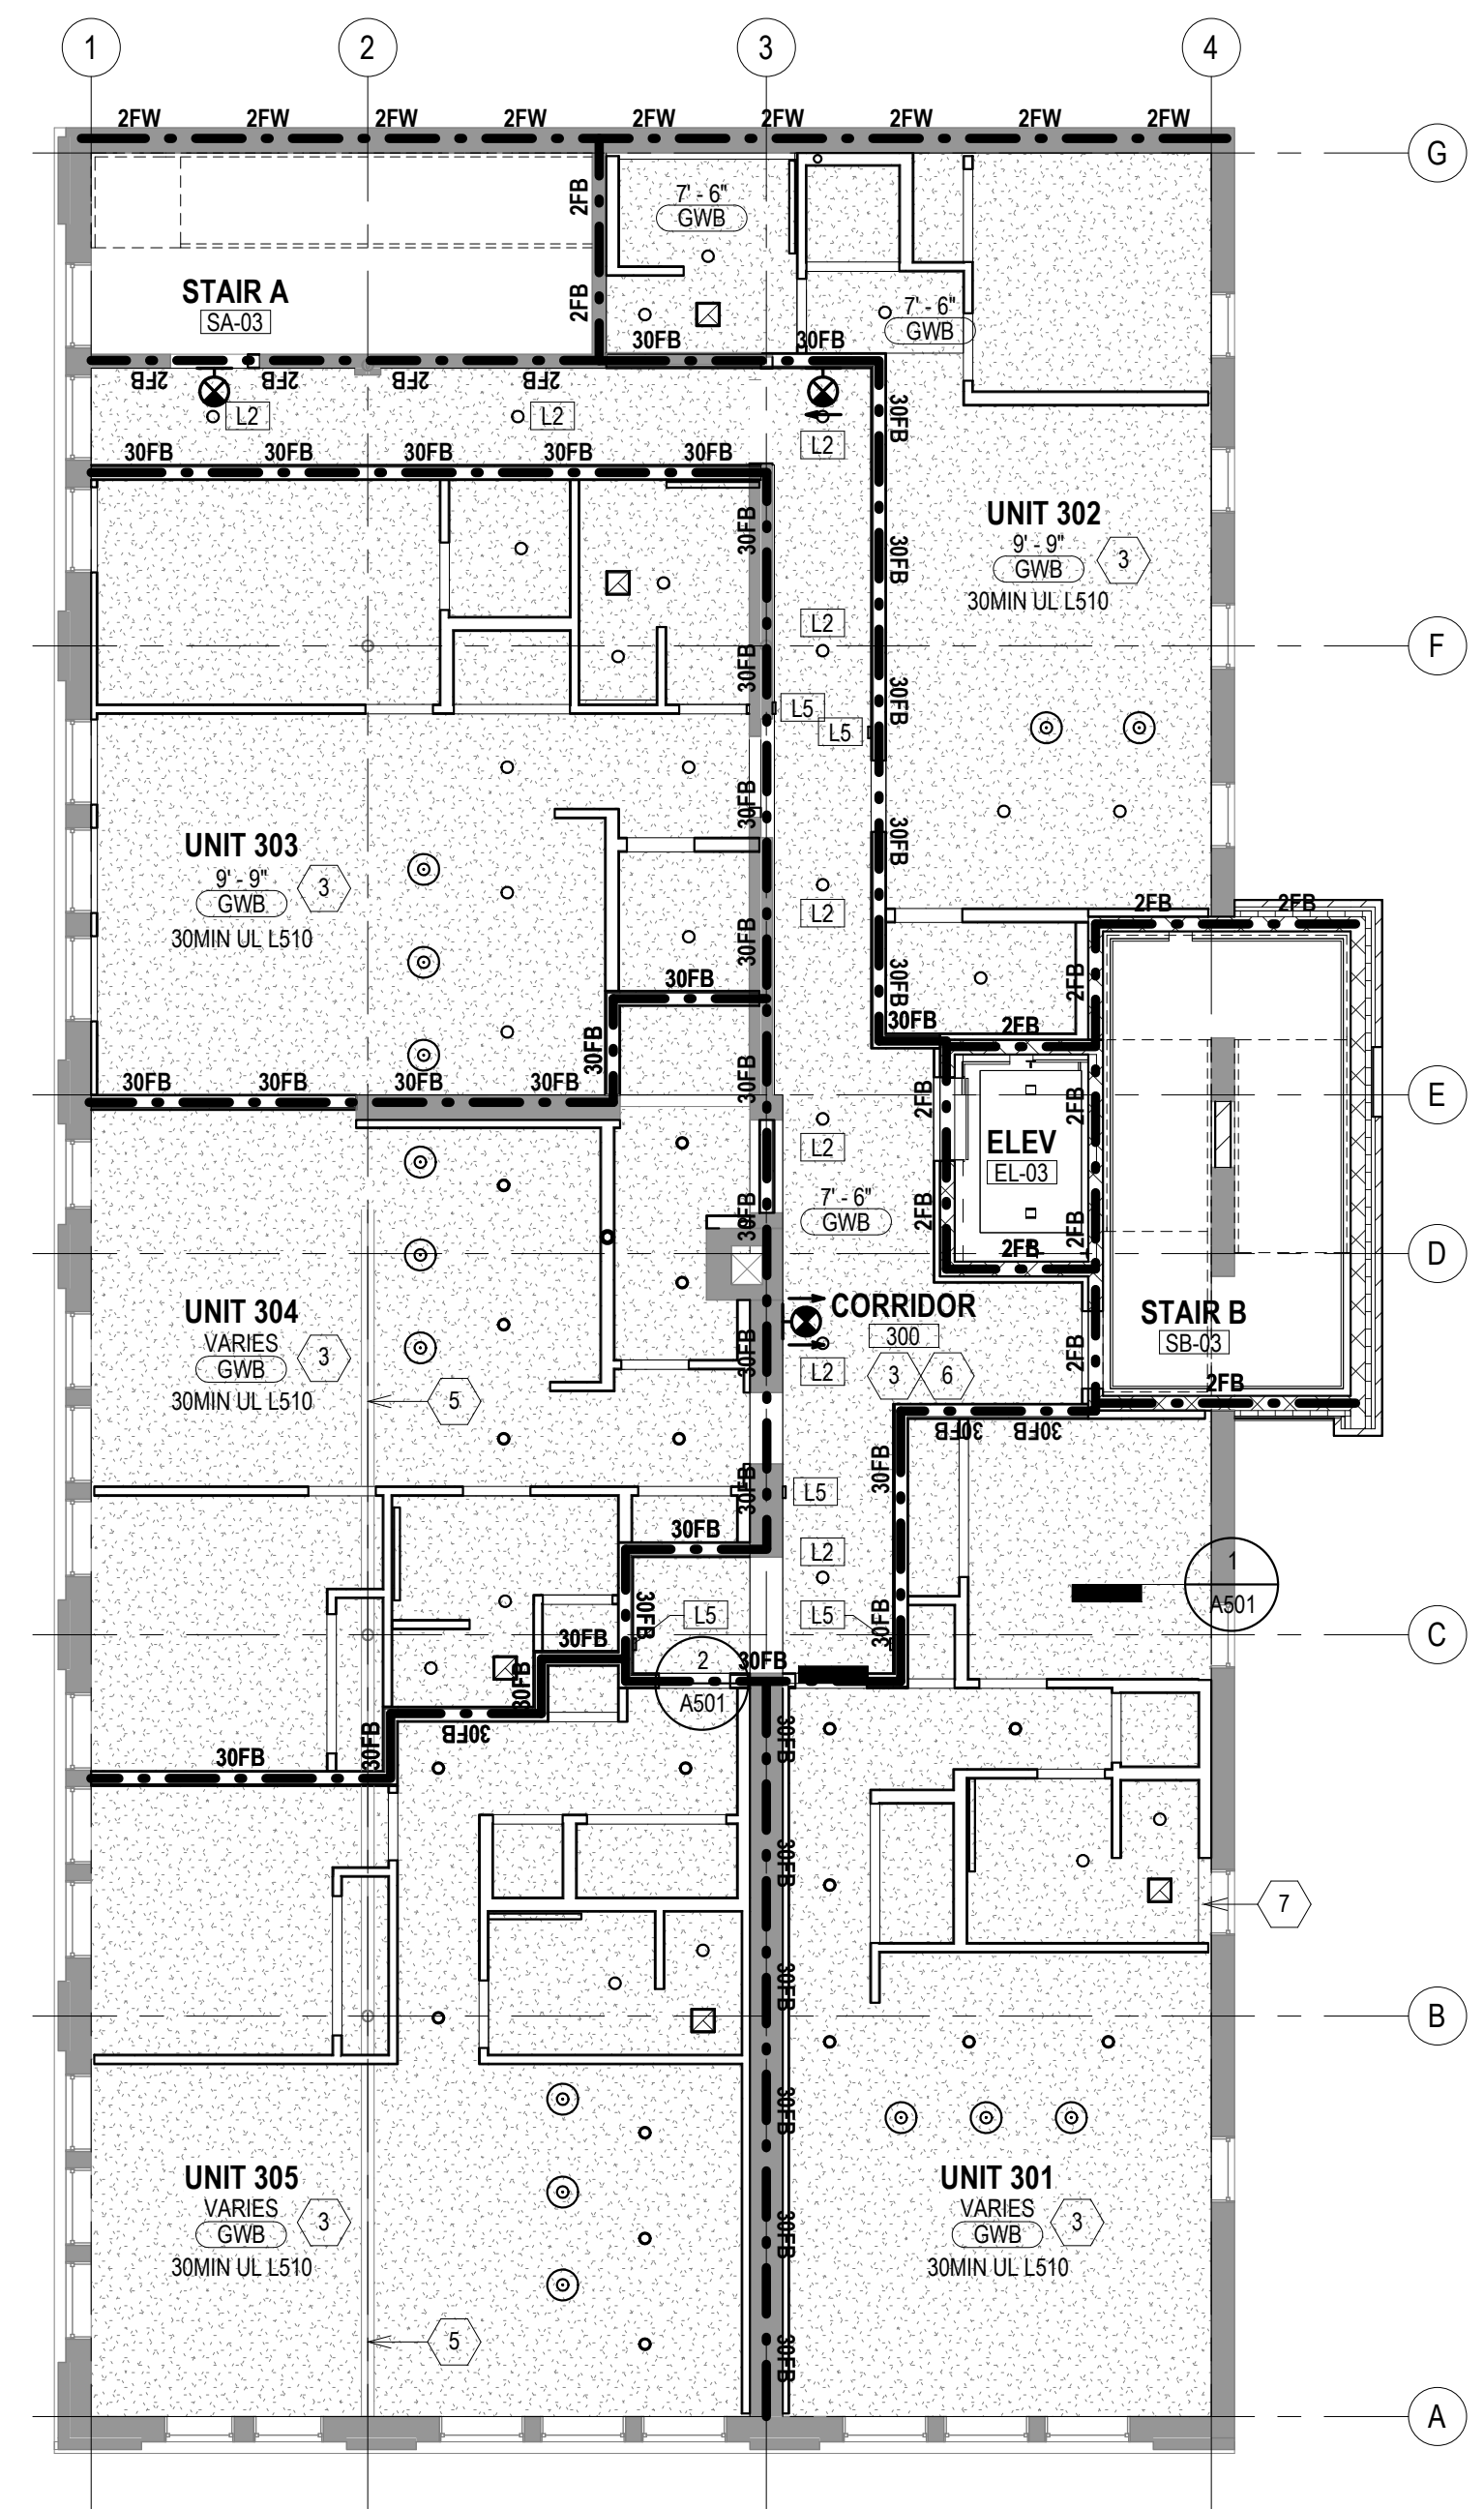 1 2 3 4
2FW 2FW 2FW 2FW 2FW 2FW 2FW 2FW 2FW
G
7' - 6"
GWB
2FB
2FB
STAIR A
SA-03
7' - 6"
GWB
30FB 30FB
2FB 2FB 2FB 2FB
L2 L2 L2
30FB
30FB 30FB 30FB 30FB 30FB
30FB
UNIT 302
9' - 9"
GWB 3
30MIN UL L510
30FB
L2
F
30FB
L5
L5
30FB
30FB
UNIT 303
9' - 9"
GWB 3
30MIN UL L510
30FB
L2
2FB 2FB
30FB
30FB
2FB
30FB
30FB 2FB
30FB
30FB
30FB 30FB 30FB 30FB
2FB
2FB
E
L2
ELEV
EL-03
7' - 6"
GWB
30FB
2FB
2FB
2FB
D
UNIT 304
VARIES
GWB 3
30MIN UL L510
CORRIDOR
300
3 6
L2
STAIR B
SB-03
30FB
2FB
2FB
5
30FB 30FB
30FB
30FB
L5
30FB
L2
1
A501
30FB
L5
L5
30FB
C
30FB
30FB
2
A501
30FB
30FB
30FB
30FB
30FB
30FB
30FB
7
30FB
B
30FB
UNIT 305
VARIES
GWB 3
30MIN UL L510
UNIT 301
VARIES
GWB 3
30MIN UL L510
30FB
5
30FB
A